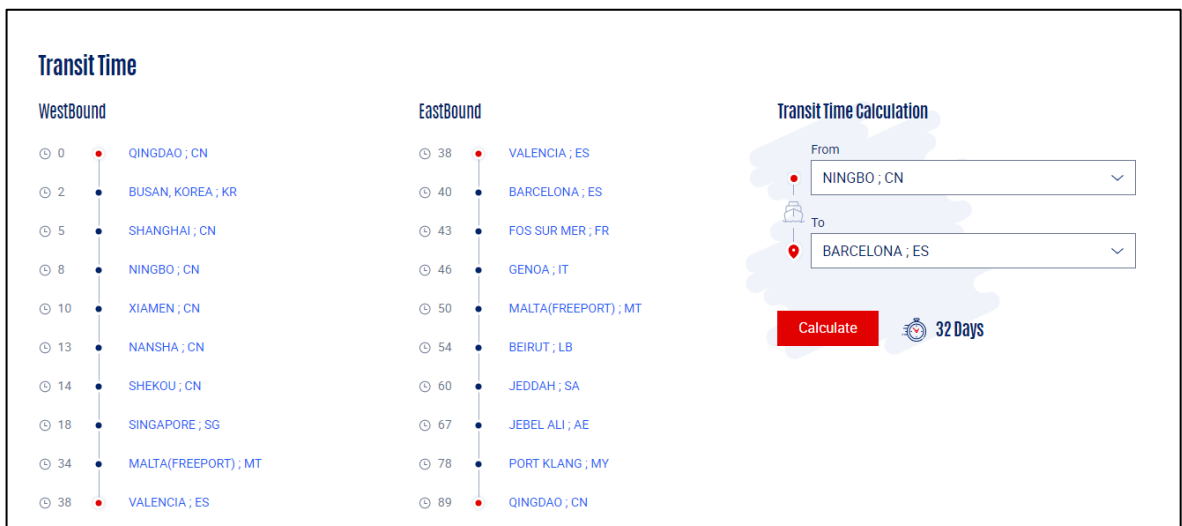 Transit Time
WestBound
0 QINGDAO ; CN
2 BUSAN, KOREA ; KR
5 SHANGHAI ; CN
8 NINGBO ; CN
10 XIAMEN ; CN
13 NANSHA ; CN
14 SHEKOU ; CN
18 SINGAPORE ; SG
34 MALTA(FREEPORT) ; MT
38 VALENCIA ; ES
EastBound
38 VALENCIA ; ES
40 BARCELONA ; ES
43 FOS SUR MER ; FR
46 GENOA ; IT
50 MALTA(FREEPORT) ; MT
54 BEIRUT ; LB
60 JEDDAH ; SA
67 JEBEL ALI ; AE
78 PORT KLANG ; MY
89 QINGDAO ; CN
Transit Time Calculation
From
NINGBO ; CN
To
BARCELONA ; ES
Calculate 32 Days